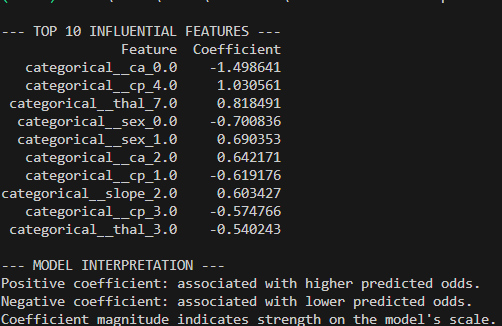 --- TOP 10 INFLUENTIAL FEATURES ---
Feature Coefficient
categorical__ca_0.0 -1.498641
categorical__cp_4.0 1.030561
categorical__thal_7.0 0.818491
categorical__sex_0.0 -0.700836
categorical__sex_1.0 0.690353
categorical__ca_2.0 0.642171
categorical__cp_1.0 -0.619176
categorical__slope_2.0 0.603427
categorical__cp_3.0 -0.574766
categorical__thal_3.0 -0.540243
--- MODEL INTERPRETATION ---
Positive coefficient: associated with higher predicted odds.
Negative coefficient: associated with lower predicted odds.
Coefficient magnitude indicates strength on the model's scale.